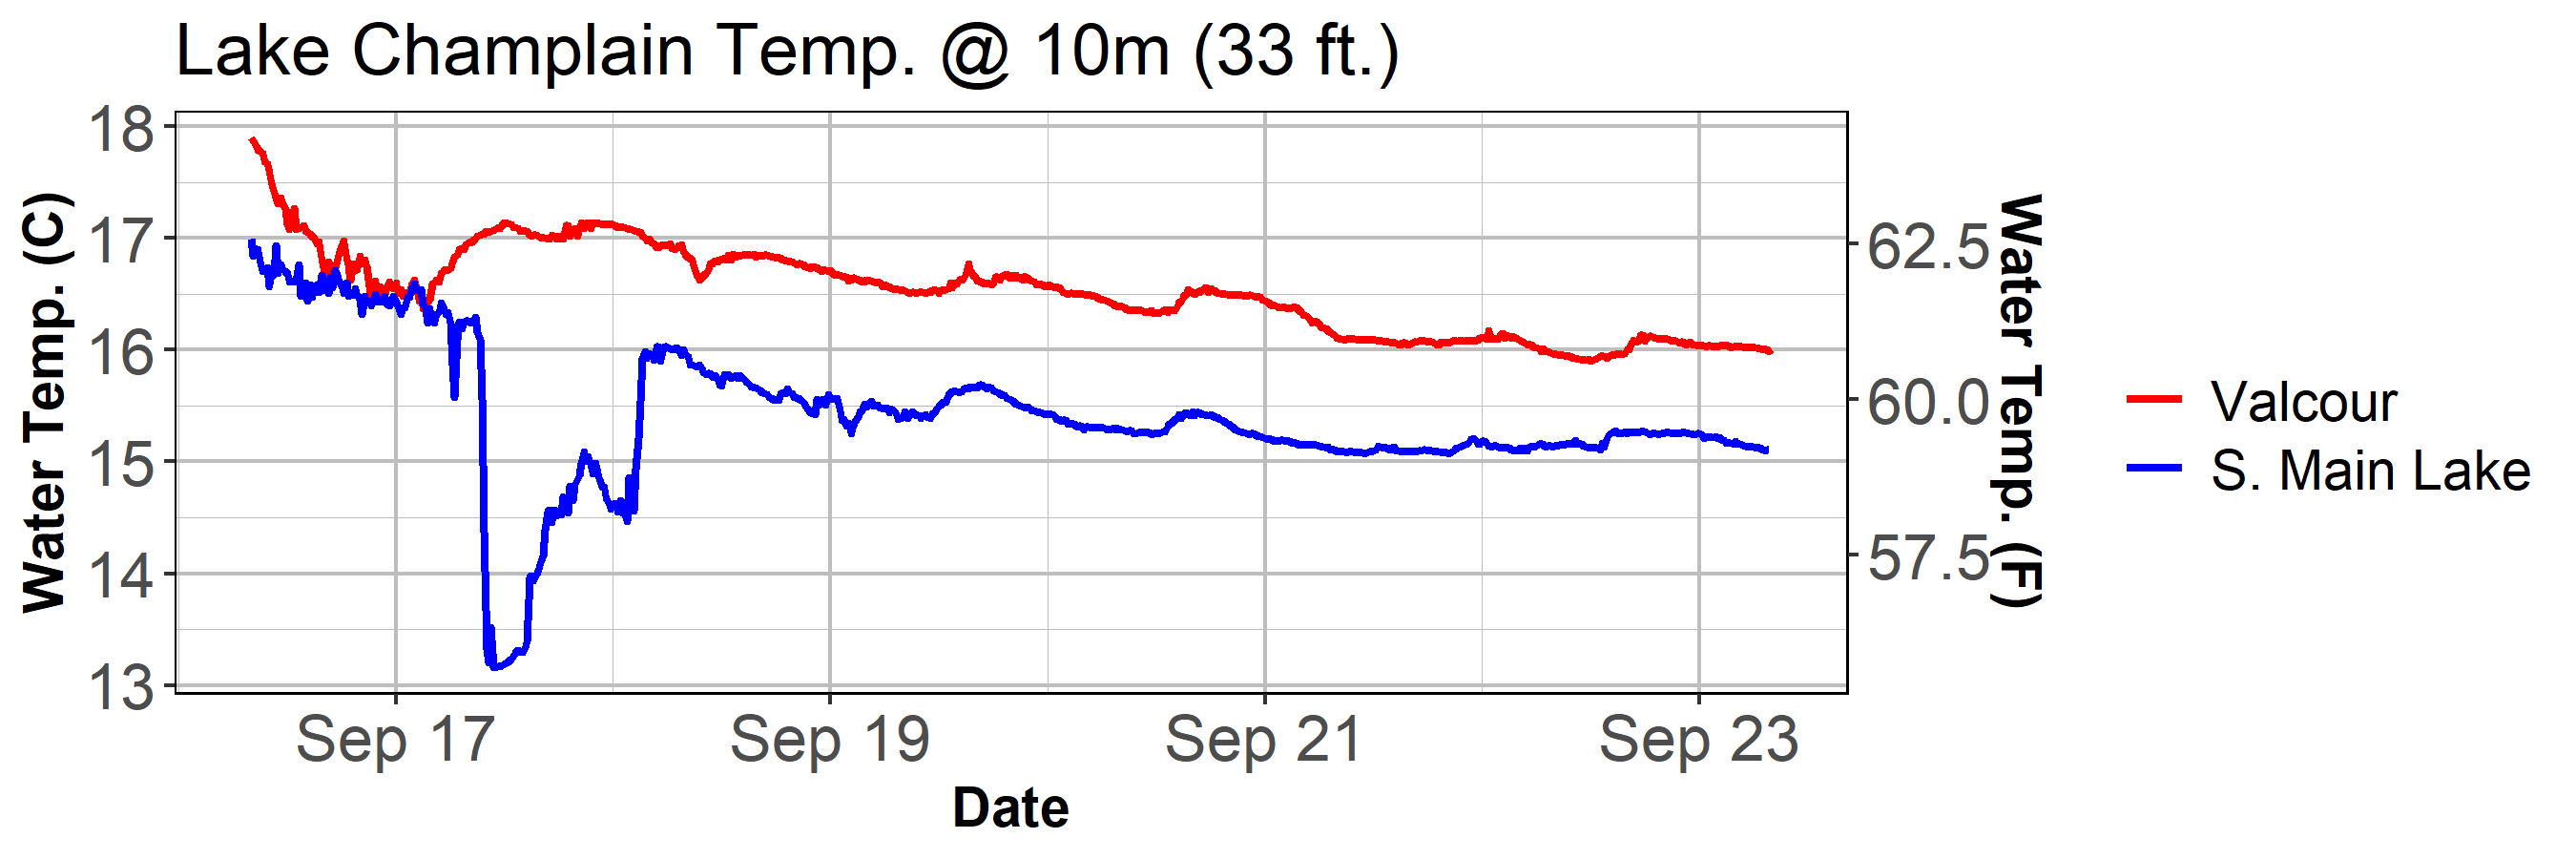 Lake Champlain Temp. @ 10m (33 ft.)
Water Temp. (C)
18
17
16
15
14
13
62.5
60.0
57.5
Water Temp. (F)
Sep 17
Sep 19
Sep 21
Sep 23
Date
Valcour
S. Main Lake